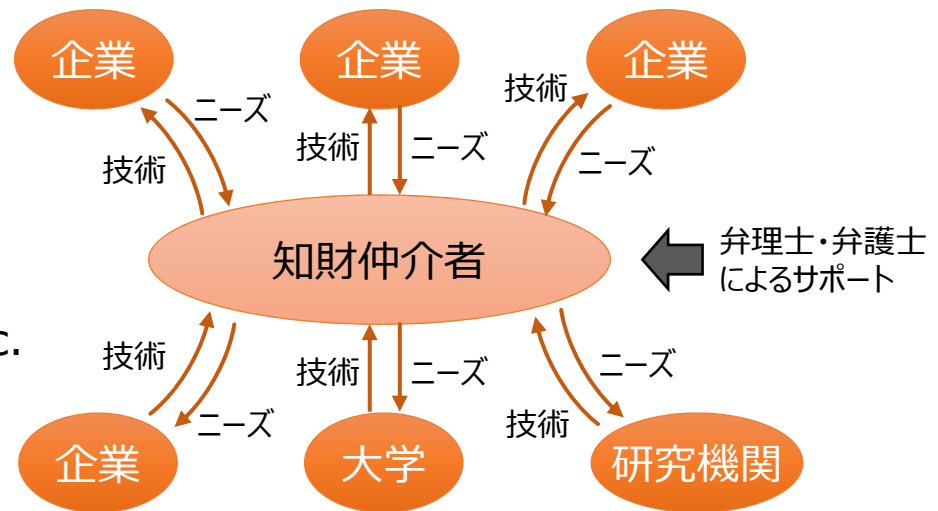 企業
企業
企業
ニーズ
技術
技術
ニーズ
技術
ニーズ
知財仲介者
弁理士・弁護士
によるサポート
c.
技術
ニーズ
技術
ニーズ
ニーズ
技術
企業
大学
研究機関